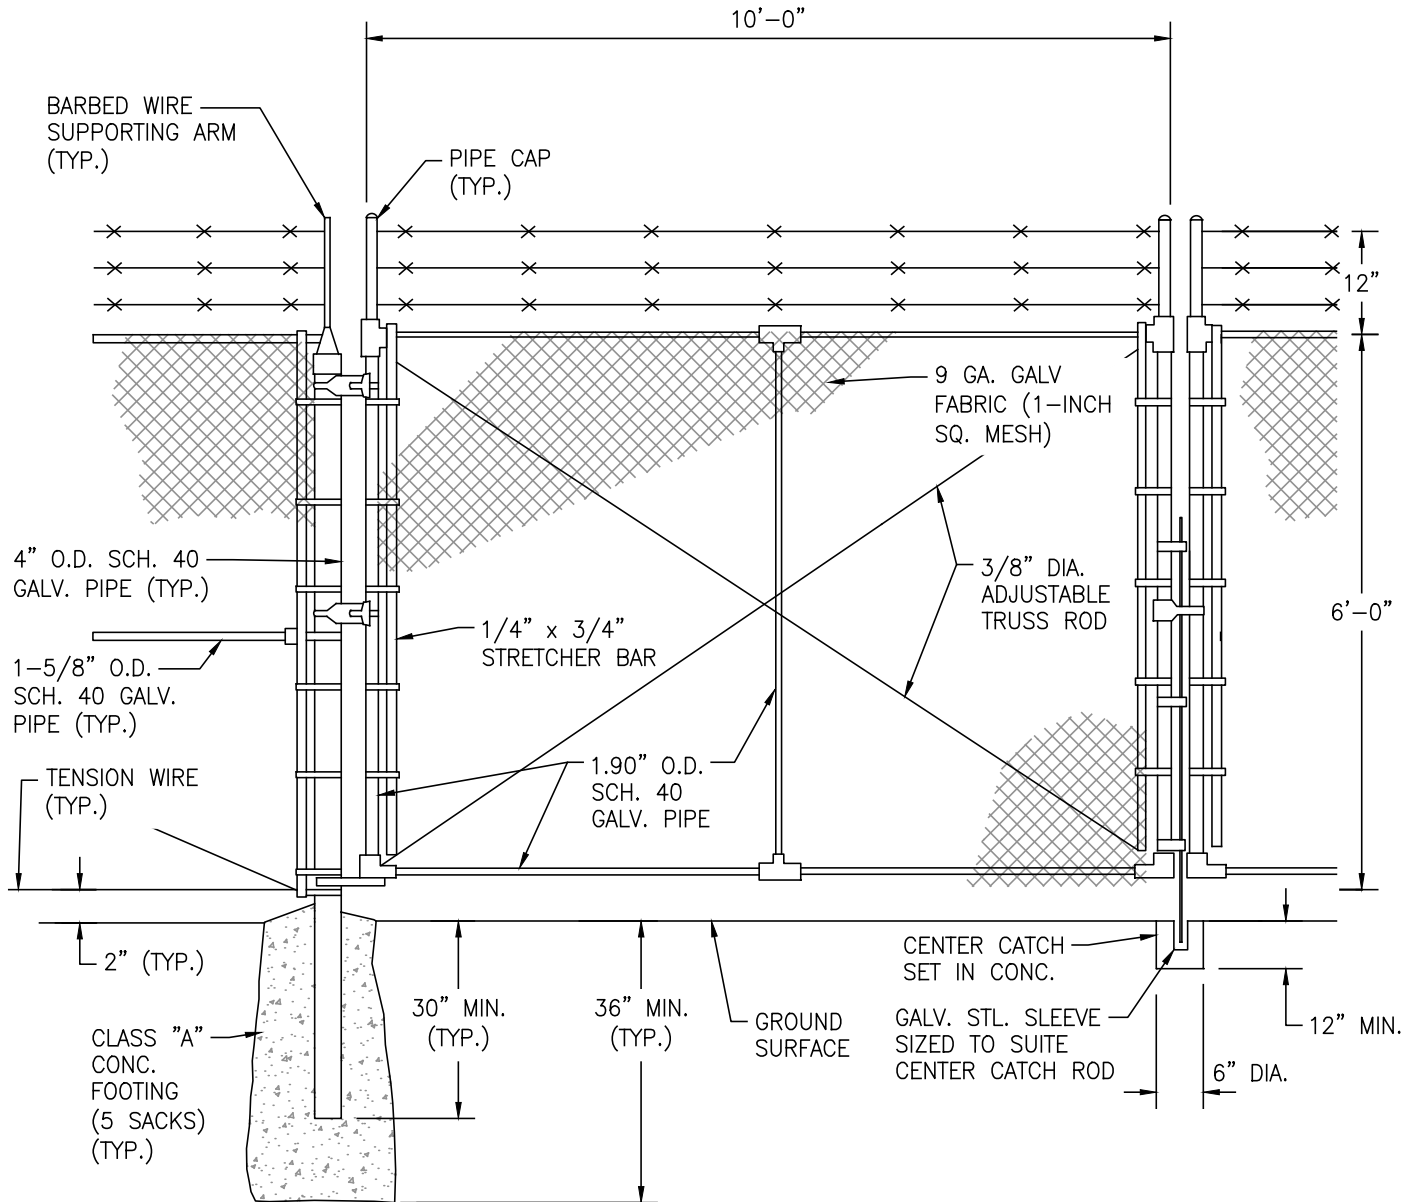 10'-0"
BARBED WIRE
SUPPORTING ARM
(TYP.)
PIPE CAP
(TYP.)
12"
9 GA. GALV
FABRIC (1-INCH
SQ. MESH)
4" O.D. SCH. 40
GALV. PIPE (TYP.)
3/8" DIA.
ADJUSTABLE
TRUSS ROD
6'-0"
1/4" x 3/4"
STRETCHER BAR
1-5/8" O.D.
SCH. 40 GALV.
PIPE (TYP.)
TENSION WIRE
(TYP.)
1.90" O.D.
SCH. 40
GALV. PIPE
2" (TYP.)
CENTER CATCH
SET IN CONC.
30" MIN.
(TYP.)
36" MIN.
(TYP.)
GROUND
SURFACE
GALV. STL. SLEEVE
SIZED TO SUITE
CENTER CATCH ROD
12" MIN.
6" DIA.
CLASS "A"
CONC.
FOOTING
(5 SACKS)
(TYP.)